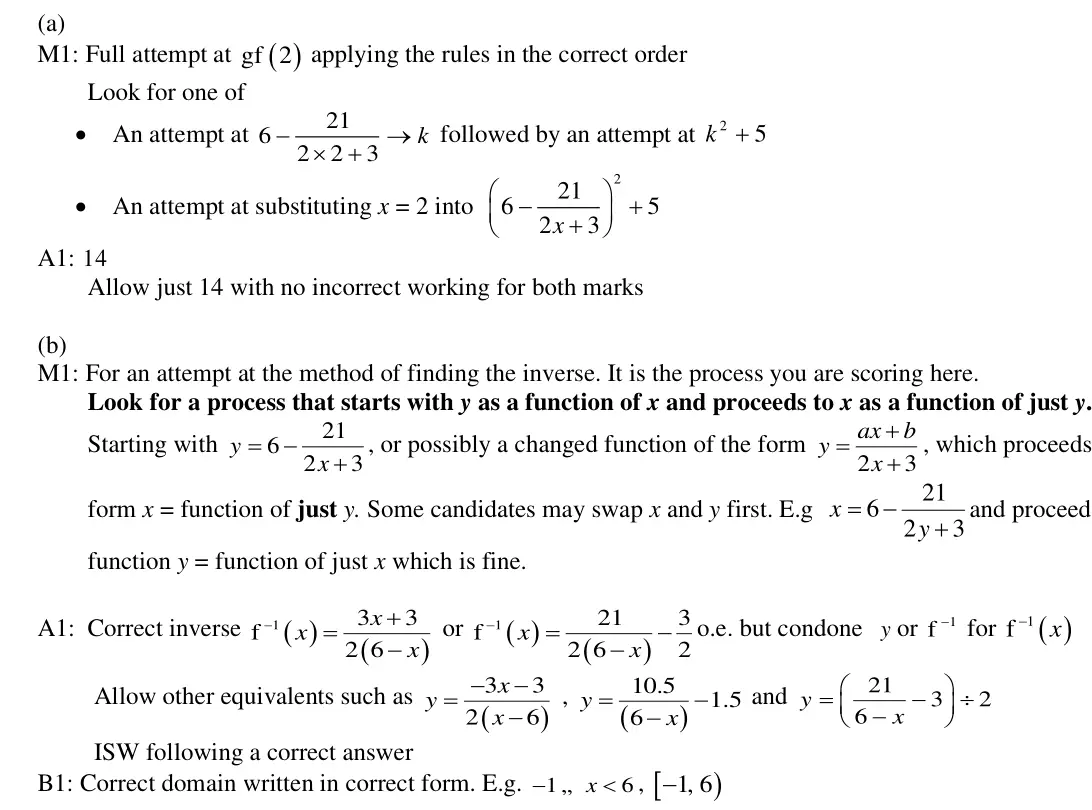 (a)
M1: Full attempt at gf(2) applying the rules in the correct order
Look for one of
• An attempt at 6 − 21/(2×2+3) → k followed by an attempt at k² + 5
• An attempt at substituting x = 2 into (6 − 21/(2x+3))² + 5
A1: 14
Allow just 14 with no incorrect working for both marks
(b)
M1: For an attempt at the method of finding the inverse. It is the process you are scoring here.
Look for a process that starts with y as a function of x and proceeds to x as a function of just y.
Starting with y = 6 − 21/(2x+3), or possibly a changed function of the form y = (ax+b)/(2x+3), which proceeds
form x = function of just y. Some candidates may swap x and y first. E.g x = 6 − 21/(2y+3) and proceed
function y = function of just x which is fine.
A1: Correct inverse f⁻¹(x) = (3x+3)/(2(6−x)) or f⁻¹(x) = 21/(2(6−x)) − 3/2 o.e. but condone y or f⁻¹ for f⁻¹(x)
Allow other equivalents such as y = (−3x−3)/(2(x−6)) , y = 10.5/(6−x) −1.5 and y = (21/(6−x) − 3) ÷ 2
ISW following a correct answer
B1: Correct domain written in correct form. E.g. −1 ,, x < 6 , [−1, 6)